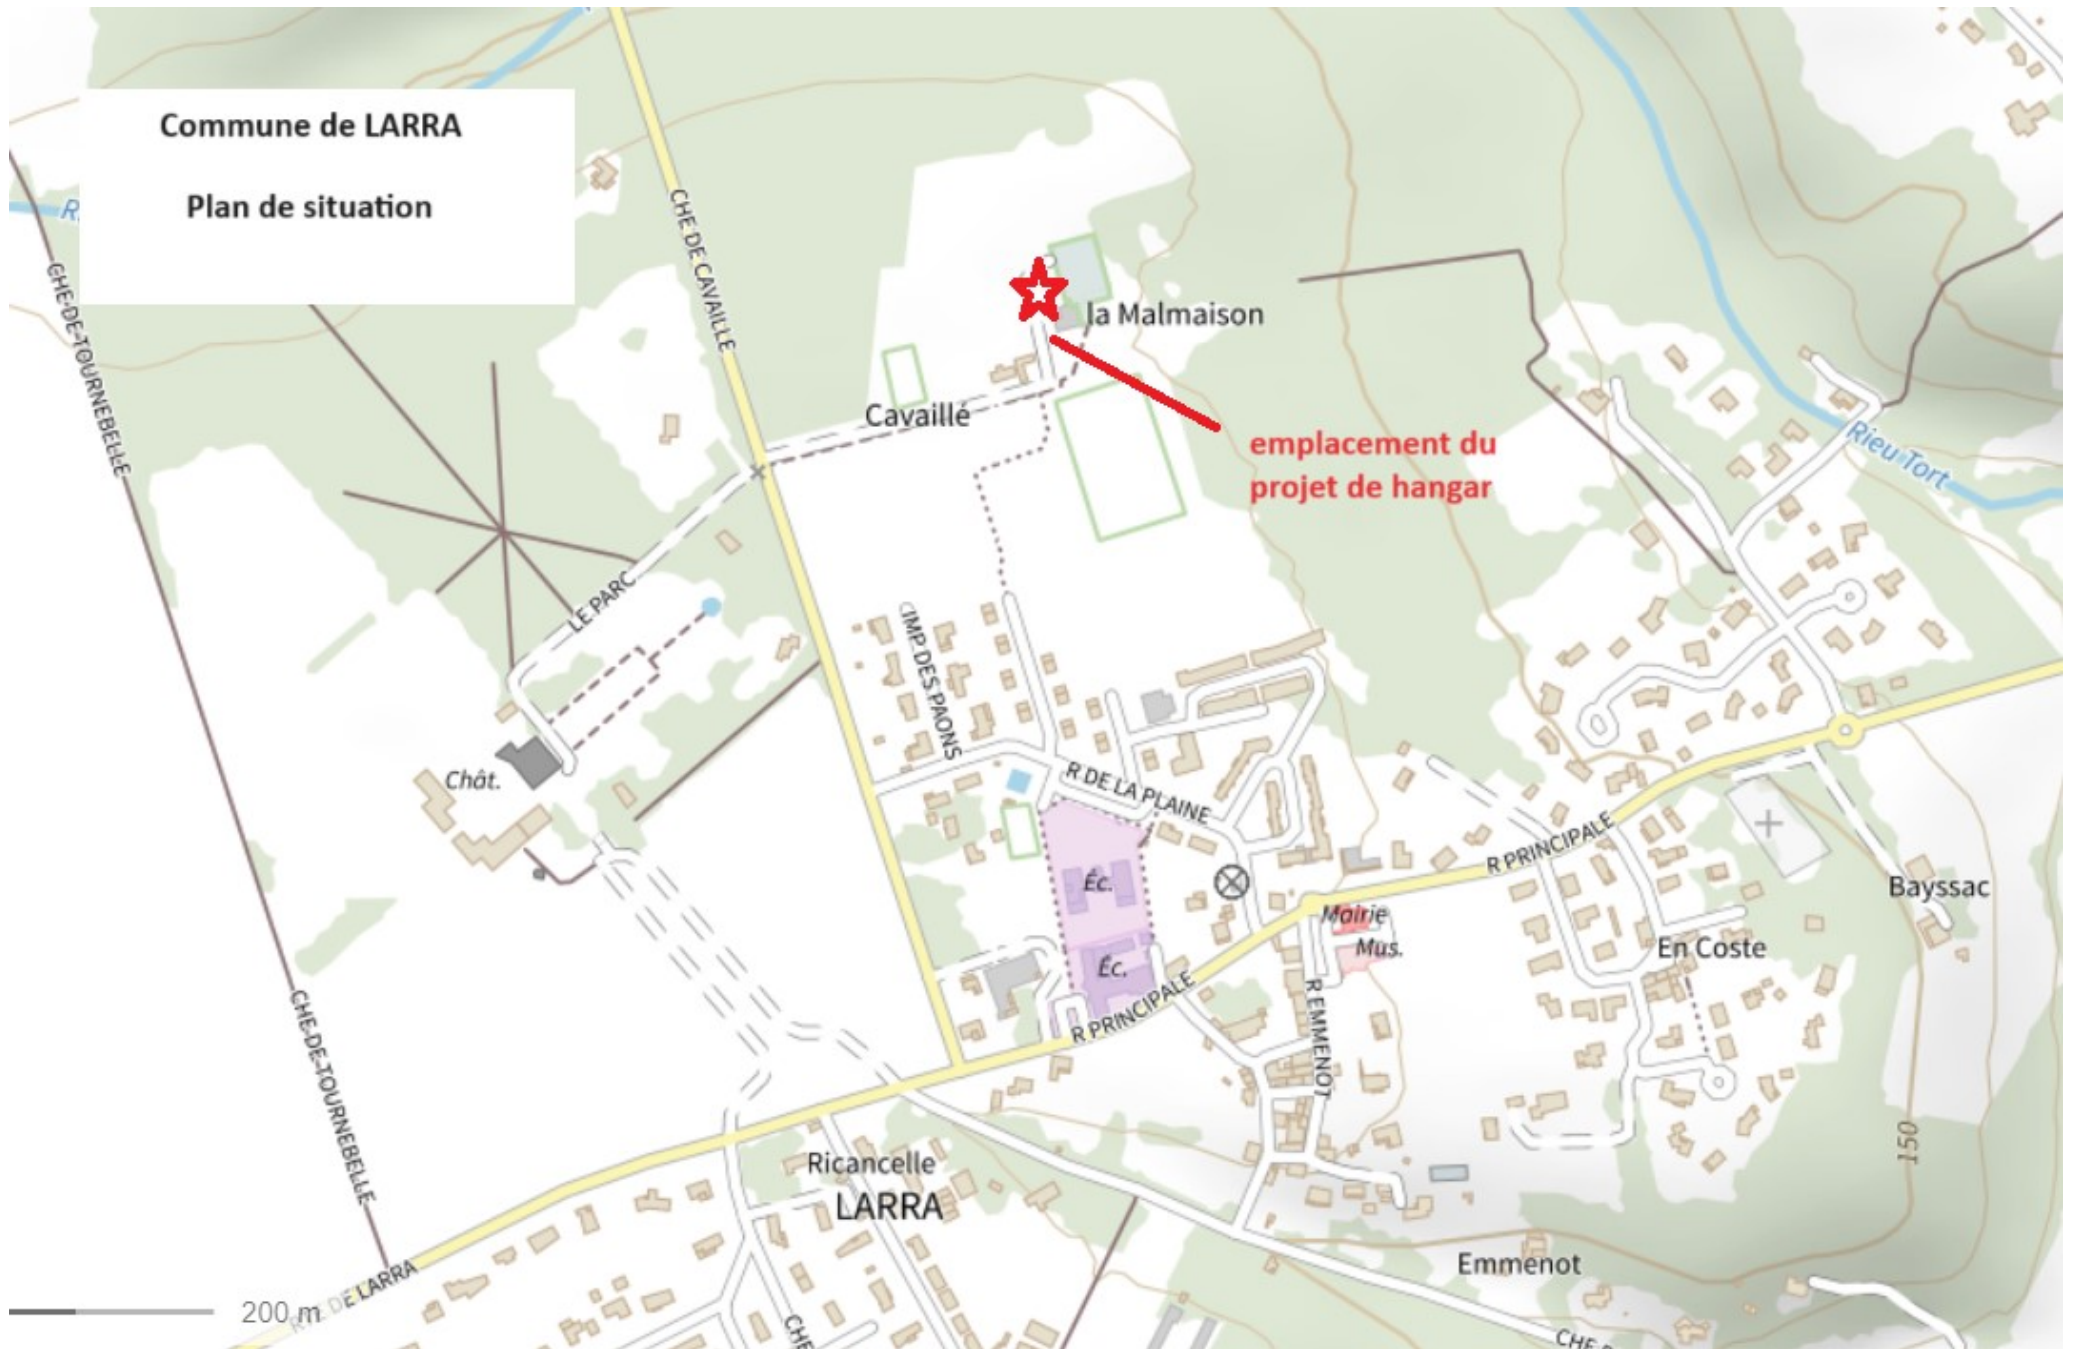 Commune de LARRA
Plan de situation
R.
CHE DE CAVAILLE
CHE-DE-TOURNEBELLE
la Malmaison
Cavaillé
emplacement du
projet de hangar
Rieu Tort
LE PARC
IMP DES PAONS
Chât.
R DE LA PLAINE
R PRINCIPALE
Éc.
Mairie
Mus.
Bayssac
En Coste
Éc.
R PRINCIPALE
R EMMENOT
CHE-DE-TOURNEBELLE
150
Ricancelle
LARRA
Emmenot
DE LARRA
200 m
CHE
CHE